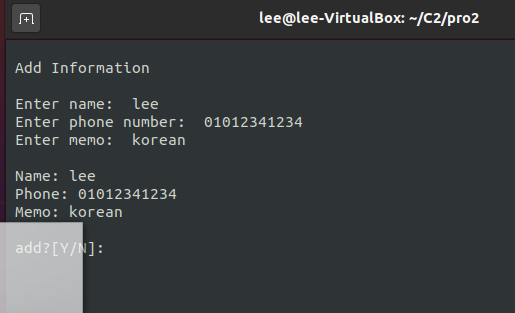 lee@lee-VirtualBox: ~/C2/pro2
Add Information
Enter name:  lee
Enter phone number:  01012341234
Enter memo:  korean
Name: lee
Phone: 01012341234
Memo: korean
add?[Y/N]: